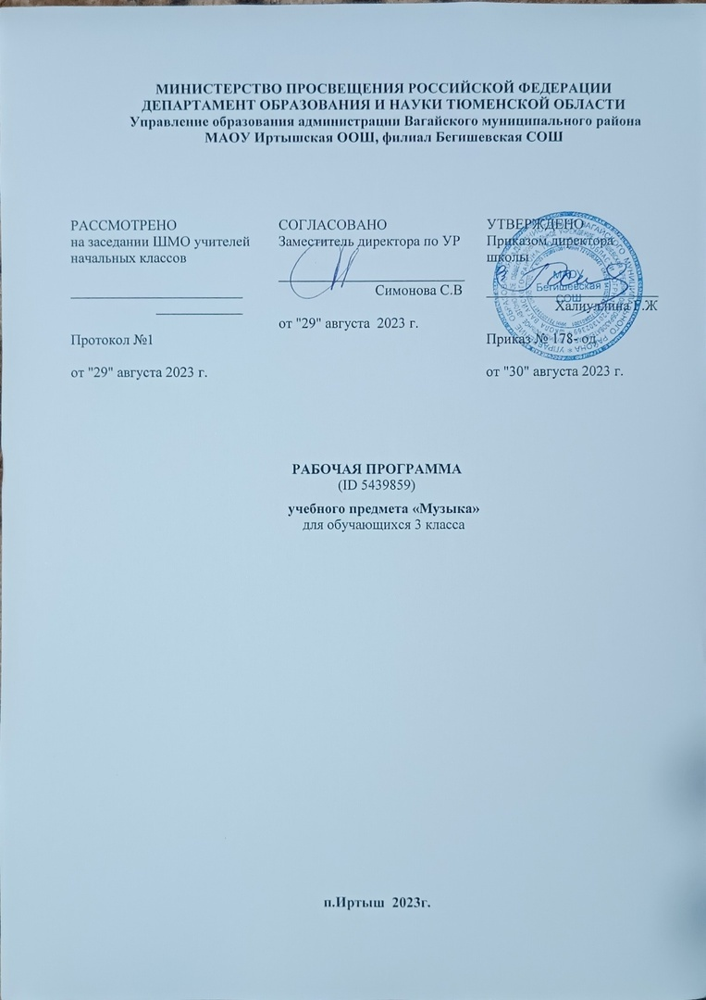 МИНИСТЕРСТВО ПРОСВЕЩЕНИЯ РОССИЙСКОЙ ФЕДЕРАЦИИ
ДЕПАРТАМЕНТ ОБРАЗОВАНИЯ И НАУКИ ТЮМЕНСКОЙ ОБЛАСТИ
Управление образования администрации Вагайского муниципального района
МАОУ Иртышская ООШ, филиал Бегишевская СОШ
РАССМОТРЕНО
на заседании ШМО учителей
начальных классов
Протокол №1
от "29" августа 2023 г.
СОГЛАСОВАНО
Заместитель директора по УР
Симонова С.В
от "29" августа 2023 г.
УТВЕРЖДЕНО
Приказом директора
школы
МАОУ
Бегишевская
СОШ
Халиуллина Г.Ж
Приказ № 178- од
от "30" августа 2023 г.
РАБОЧАЯ ПРОГРАММА
(ID 5439859)
учебного предмета «Музыка»
для обучающихся 3 класса
п.Иртыш 2023г.